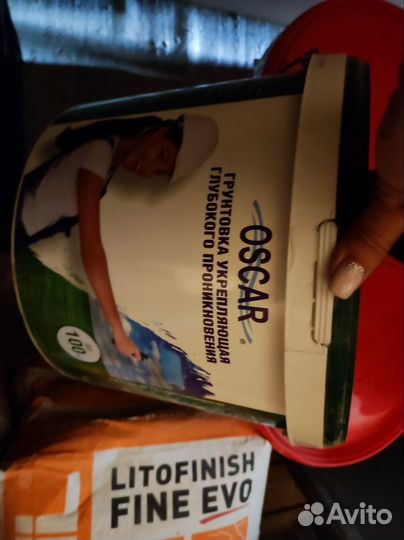 OSCAR
®
ГРУНТОВКА УКРЕПЛЯЮЩАЯ
ГЛУБОКОГО ПРОНИКНОВЕНИЯ
100
LITOFINISH
FINE EVO
Avito